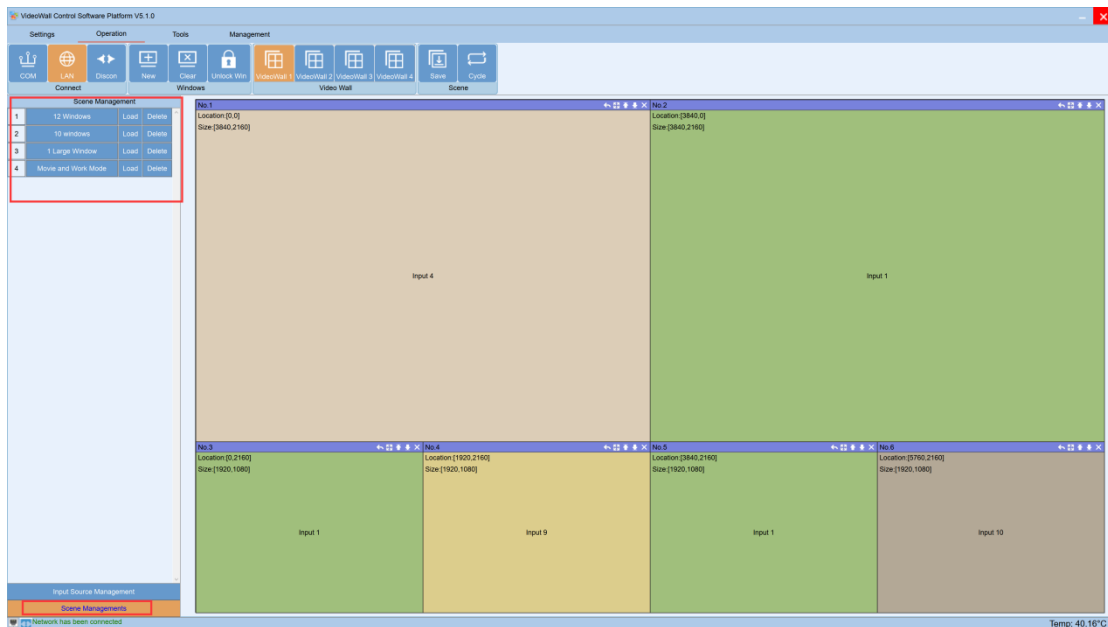 VideoWall Control Software Platform V5.1.0
Settings Operation Tools Management
COM LAN Discon New Clear Unlock Win VideoWall 1 VideoWall 2 VideoWall 3 VideoWall 4 Save Cycle
Connect Windows Video Wall Scene
Scene Management
1 12 Windows Load Delete
2 10 windows Load Delete
3 1 Large Window Load Delete
4 Movie and Work Mode Load Delete
No.1
Location:[0,0]
Size:[3840,2160]
Input 4
No.2
Location:[3840,0]
Size:[3840,2160]
Input 1
No.3
Location:[0,2160]
Size:[1920,1080]
Input 1
No.4
Location:[1920,2160]
Size:[1920,1080]
Input 9
No.5
Location:[3840,2160]
Size:[1920,1080]
Input 1
No.6
Location:[5760,2160]
Size:[1920,1080]
Input 10
Input Source Management
Scene Managements
Network has been connected
Temp: 40.16°C